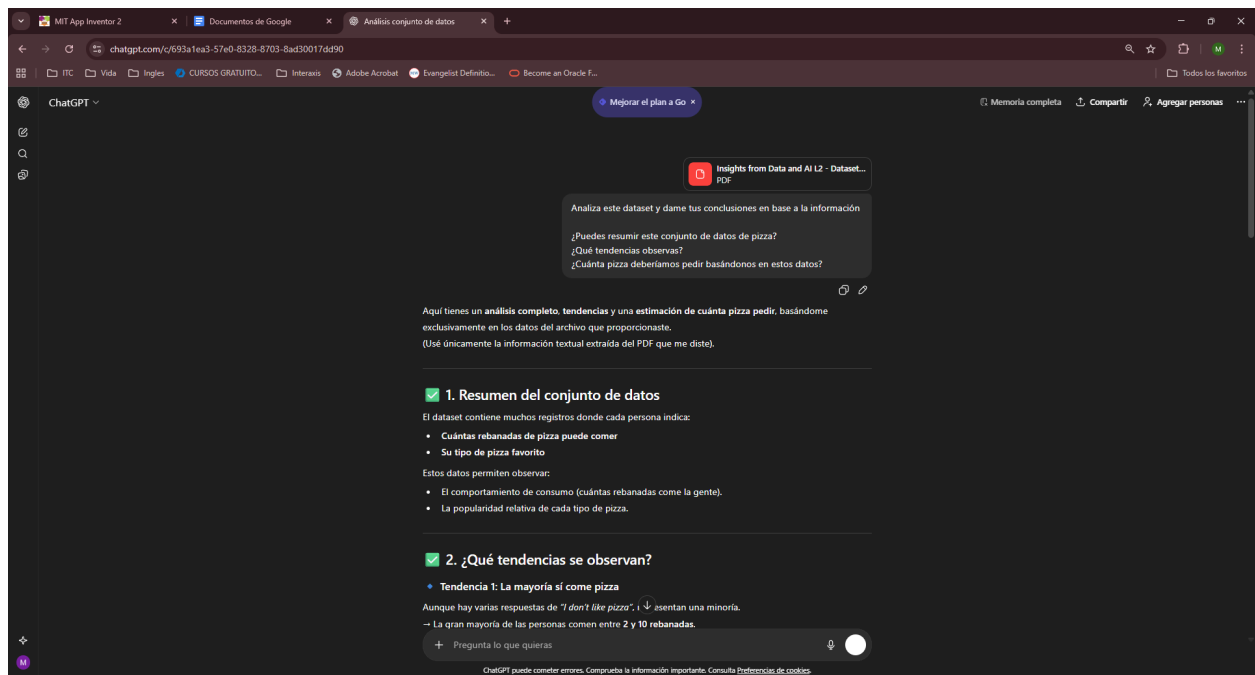 MIT App Inventor 2
Documentos de Google
Análisis conjunto de datos
chatgpt.com/c/693a1ea3-57e0-8328-8703-8ad30017dd90
M
ITC
Vida
Ingles
CURSOS GRATUITO...
Interaxis
Adobe Acrobat
Evangelist Definitio...
Become an Oracle F...
Todos los favoritos
ChatGPT
Mejorar el plan a Go ×
Memoria completa
Compartir
Agregar personas
Insights from Data and AI L2 - Dataset...
PDF
Analiza este dataset y dame tus conclusiones en base a la información
¿Puedes resumir este conjunto de datos de pizza?
¿Qué tendencias observas?
¿Cuánta pizza deberíamos pedir basándonos en estos datos?
Aquí tienes un análisis completo, tendencias y una estimación de cuánta pizza pedir, basándome
exclusivamente en los datos del archivo que proporcionaste.
(Usé únicamente la información textual extraída del PDF que me diste).
✅ 1. Resumen del conjunto de datos
El dataset contiene muchos registros donde cada persona indica:
• Cuántas rebanadas de pizza puede comer
• Su tipo de pizza favorito
Estos datos permiten observar:
• El comportamiento de consumo (cuántas rebanadas come la gente).
• La popularidad relativa de cada tipo de pizza.
✅ 2. ¿Qué tendencias se observan?
🔹 Tendencia 1: La mayoría sí come pizza
Aunque hay varias respuestas de "I don't like pizza", esentan una minoría.
→ La gran mayoría de las personas comen entre 2 y 10 rebanadas.
Pregunta lo que quieras
M
ChatGPT puede cometer errores. Comprueba la información importante. Consulta Preferencias de cookies.